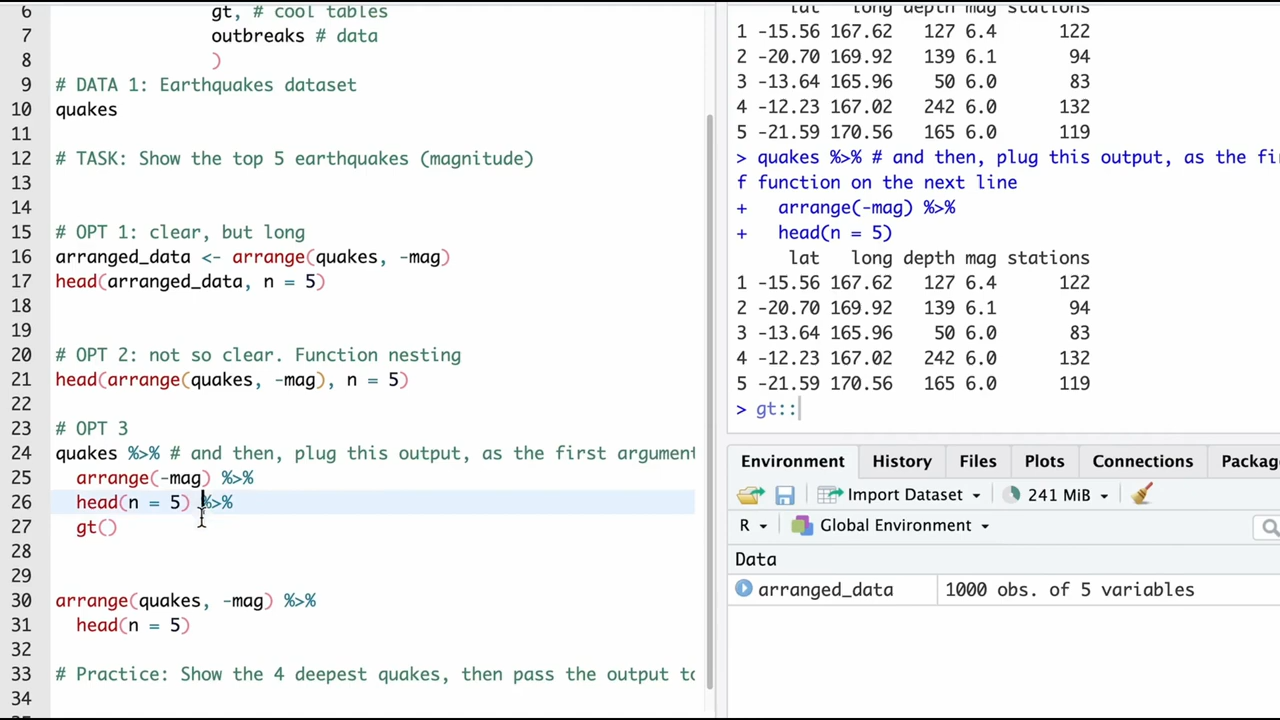 6 gt, # cool tables
7 outbreaks # data
8 )
9 # DATA 1: Earthquakes dataset
10 quakes
11
12 # TASK: Show the top 5 earthquakes (magnitude)
13
14
15 # OPT 1: clear, but long
16 arranged_data <- arrange(quakes, -mag)
17 head(arranged_data, n = 5)
18
19
20 # OPT 2: not so clear. Function nesting
21 head(arrange(quakes, -mag), n = 5)
22
23 # OPT 3
24 quakes %>% # and then, plug this output, as the first argument
25 arrange(-mag) %>%
26 head(n = 5) %>%
27 gt()
28
29
30 arrange(quakes, -mag) %>%
31 head(n = 5)
32
33 # Practice: Show the 4 deepest quakes, then pass the output to
34
lat long depth mag stations
1 -15.56 167.62 127 6.4 122
2 -20.70 169.92 139 6.1 94
3 -13.64 165.96 50 6.0 83
4 -12.23 167.02 242 6.0 132
5 -21.59 170.56 165 6.0 119
> quakes %>% # and then, plug this output, as the fir
f function on the next line
+ arrange(-mag) %>%
+ head(n = 5)
lat long depth mag stations
1 -15.56 167.62 127 6.4 122
2 -20.70 169.92 139 6.1 94
3 -13.64 165.96 50 6.0 83
4 -12.23 167.02 242 6.0 132
5 -21.59 170.56 165 6.0 119
> gt::
Environment History Files Plots Connections Packag
Import Dataset 241 MiB
R Global Environment
Data
arranged_data 1000 obs. of 5 variables